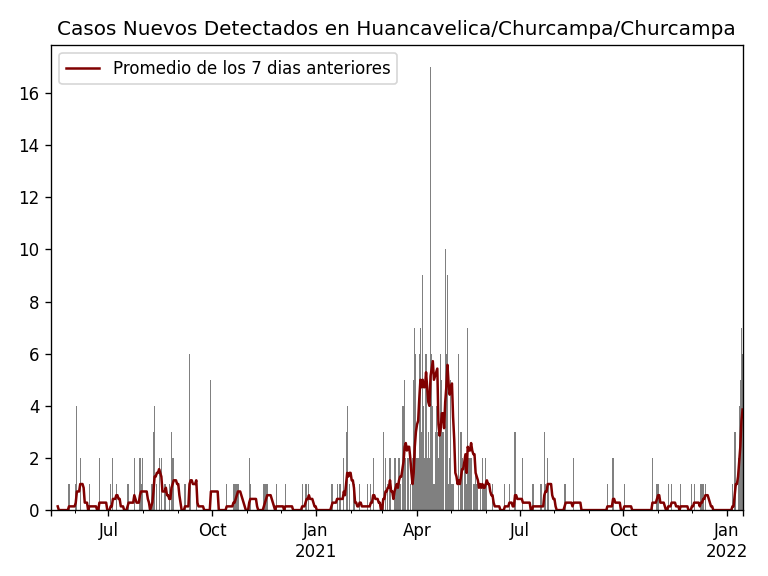 Casos Nuevos Detectados en Huancavelica/Churcampa/Churcampa
Promedio de los 7 dias anteriores
16
14
12
10
8
6
4
2
0
Jul
Oct
Jan
2021
Apr
Jul
Oct
Jan
2022